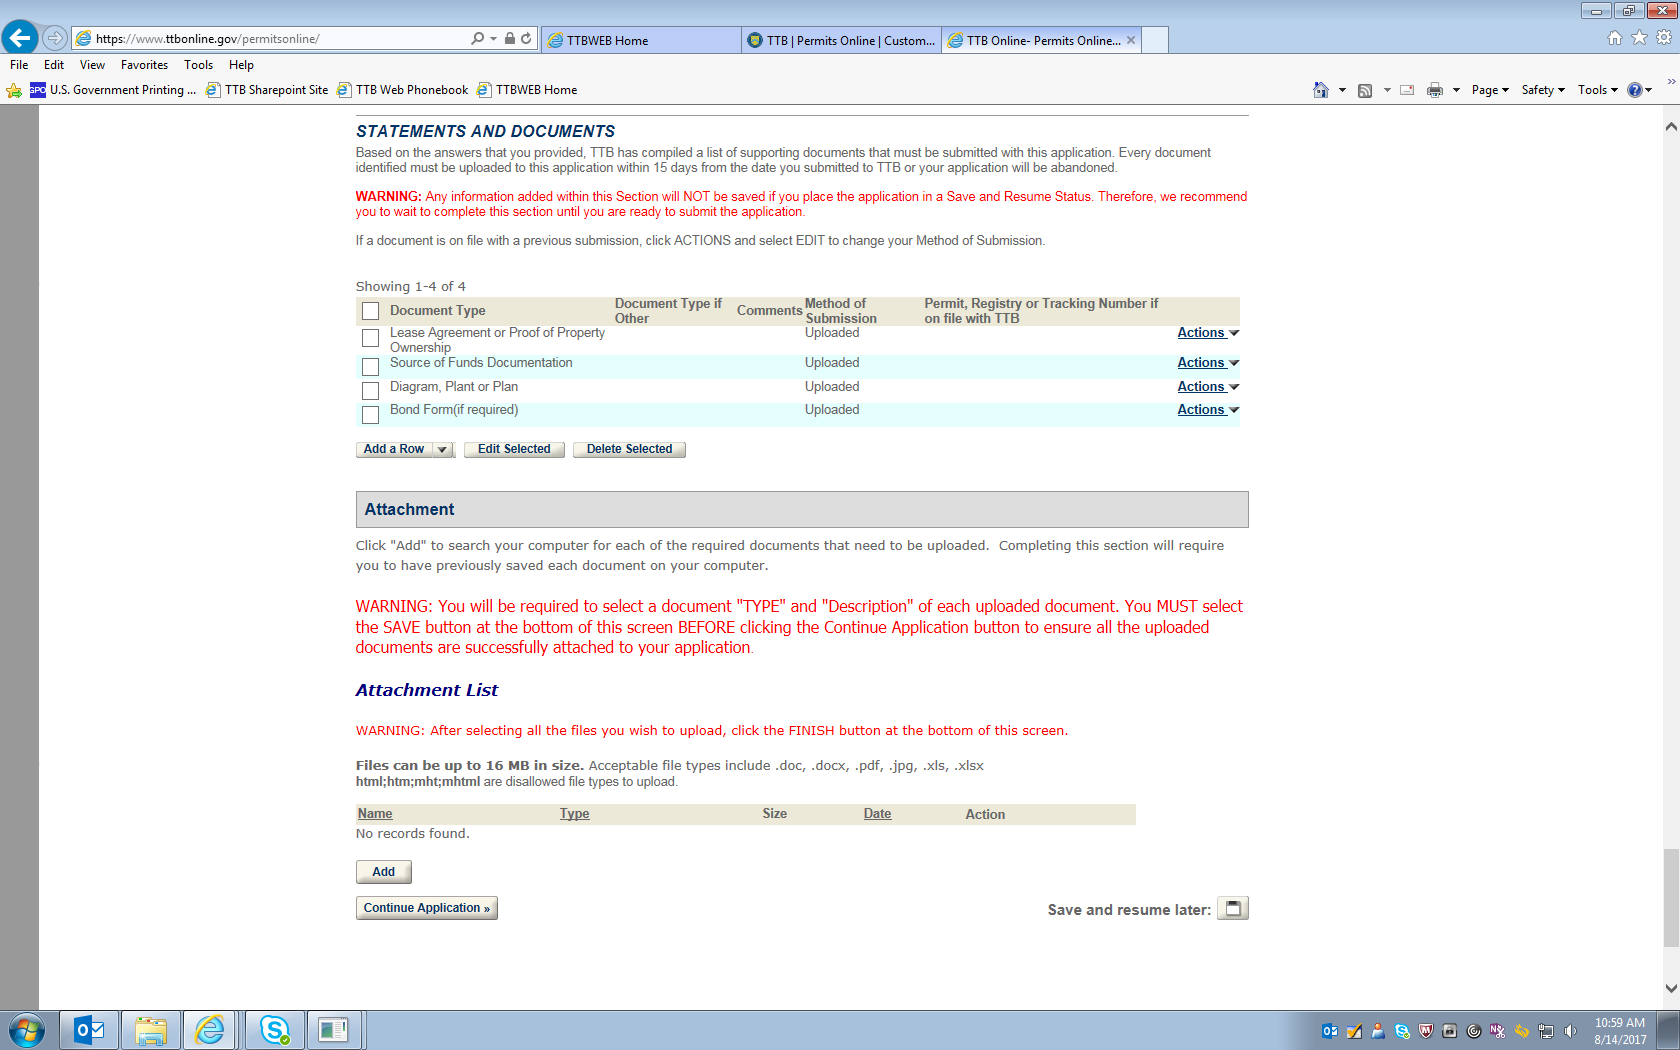 https://www.ttbonline.gov/permitsonline/
TTBWEB Home
TTB | Permits Online | Custom...
TTB Online- Permits Online...
File Edit View Favorites Tools Help
GPO U.S. Government Printing ... TTB Sharepoint Site TTB Web Phonebook TTBWEB Home
Page Safety Tools
STATEMENTS AND DOCUMENTS
Based on the answers that you provided, TTB has compiled a list of supporting documents that must be submitted with this application. Every document
identified must be uploaded to this application within 15 days from the date you submitted to TTB or your application will be abandoned.
WARNING: Any information added within this Section will NOT be saved if you place the application in a Save and Resume Status. Therefore, we recommend
you to wait to complete this section until you are ready to submit the application.
If a document is on file with a previous submission, click ACTIONS and select EDIT to change your Method of Submission.
Showing 1-4 of 4
Document Type Document Type if Other Comments Method of Submission Permit, Registry or Tracking Number if on file with TTB
Lease Agreement or Proof of Property Ownership Uploaded Actions
Source of Funds Documentation Uploaded Actions
Diagram, Plant or Plan Uploaded Actions
Bond Form(if required) Uploaded Actions
Add a Row Edit Selected Delete Selected
Attachment
Click "Add" to search your computer for each of the required documents that need to be uploaded. Completing this section will require
you to have previously saved each document on your computer.
WARNING: You will be required to select a document "TYPE" and "Description" of each uploaded document. You MUST select
the SAVE button at the bottom of this screen BEFORE clicking the Continue Application button to ensure all the uploaded
documents are successfully attached to your application.
Attachment List
WARNING: After selecting all the files you wish to upload, click the FINISH button at the bottom of this screen.
Files can be up to 16 MB in size. Acceptable file types include .doc, .docx, .pdf, .jpg, .xls, .xlsx
html;htm;mht;mhtml are disallowed file types to upload.
Name Type Size Date Action
No records found.
Add
Continue Application »
Save and resume later:
10:59 AM
8/14/2017